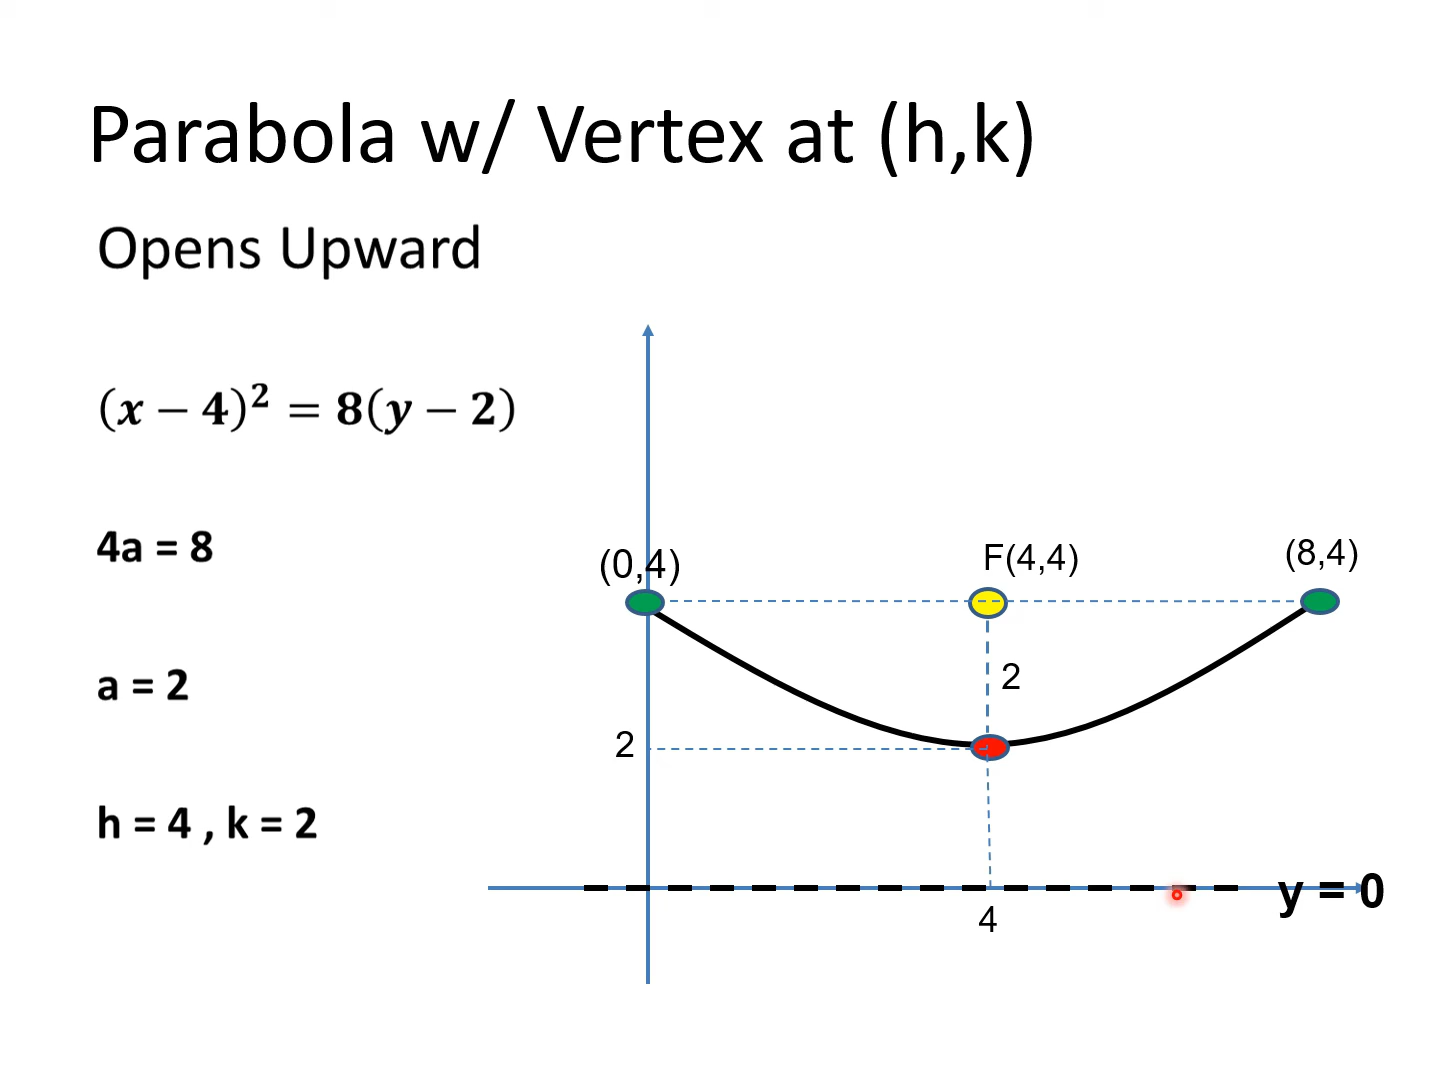 Parabola w/ Vertex at (h,k)
Opens Upward
(x − 4)² = 8(y − 2)
4a = 8
a = 2
h = 4 , k = 2
(0,4)
F(4,4)
(8,4)
2
2
4
y = 0